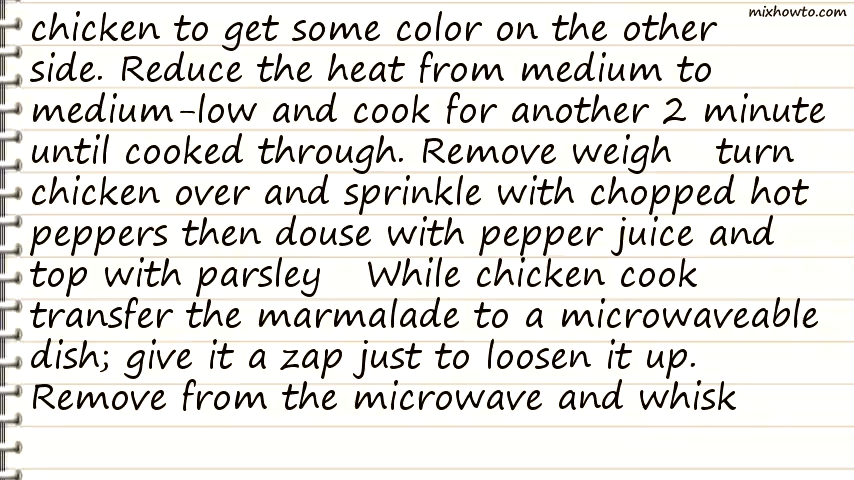 mixhowto.com
chicken to get some color on the other
side. Reduce the heat from medium to
medium-low and cook for another 2 minute
until cooked through. Remove weigh   turn
chicken over and sprinkle with chopped hot
peppers then douse with pepper juice and
top with parsley    While chicken cook
transfer the marmalade to a microwaveable
dish; give it a zap just to loosen it up.
Remove from the microwave and whisk